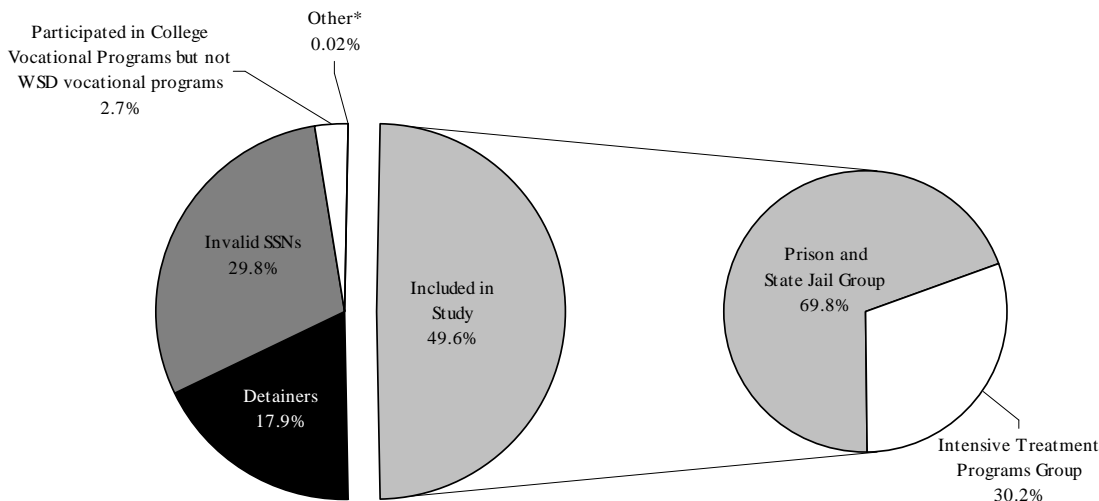 Participated in College
Vocational Programs but not
WSD vocational programs
2.7%
Other*
0.02%
Invalid SSNs
29.8%
Detainers
17.9%
Included in
Study
49.6%
Prison and
State Jail Group
69.8%
Intensive Treatment
Programs Group
30.2%